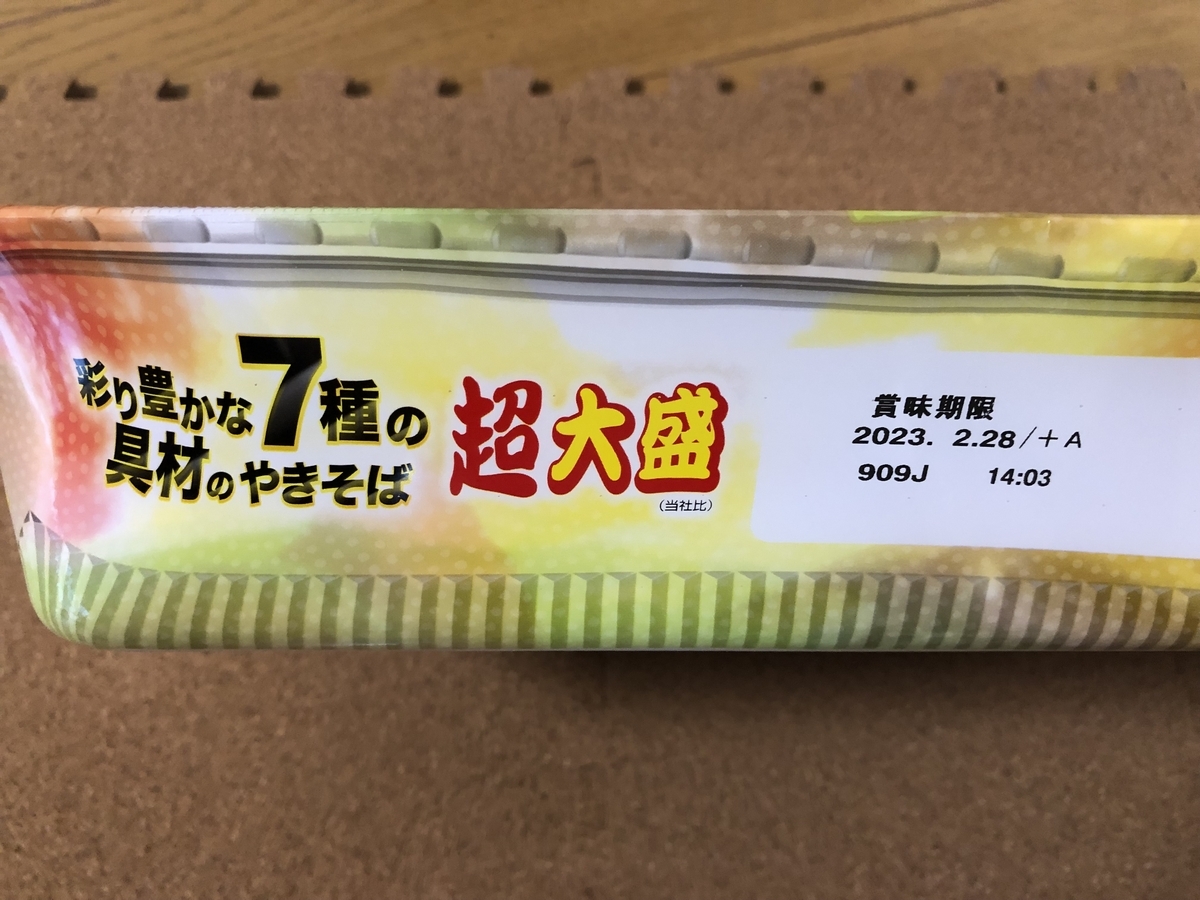 彩り豊かな7種の
具材のやきそば
超大盛
(当社比)
賞味期限
2023. 2.28/+A
909J 14:03